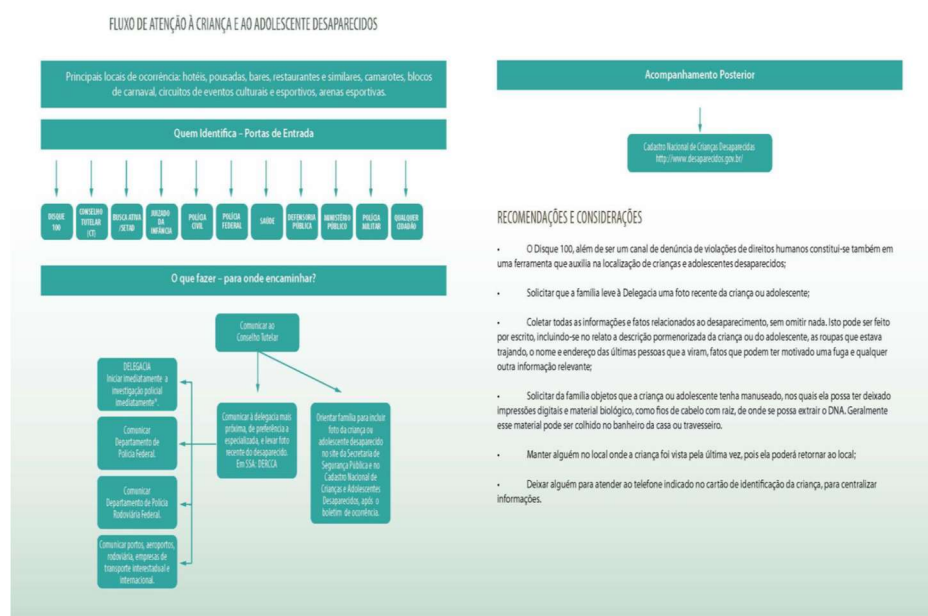 FLUXO DE ATENÇÃO À CRIANÇA E AO ADOLESCENTE DESAPARECIDOS
Principais locais de ocorrência: hotéis, pousadas, bares, restaurantes e similares, camarotes, blocos
de carnaval, circuitos de eventos culturais e esportivos, arenas esportivas.
Quem Identifica – Portas de Entrada
DISQUE
100
CONSELHO
TUTELAR
(CT)
BUSCA ATIVA
/SETAD
JUIZADO
DA
INFÂNCIA
POLÍCIA
CIVIL
POLÍCIA
FEDERAL
SAÚDE
DEFENSORIA
PÚBLICA
MINISTÉRIO
PÚBLICO
POLÍCIA
MILITAR
QUALQUER
CIDADÃO
O que fazer – para onde encaminhar?
Comunicar ao
Conselho Tutelar
DELEGACIA
Iniciar imediatamente a
investigação policial
imediatamente*.
Comunicar
Departamento de
Polícia Federal.
Comunicar
Departamento de Polícia
Rodoviária Federal.
Comunicar portos, aeroportos,
rodoviária, empresas de
transporte interestadual e
internacional.
Comunicar à delegacia mais
próxima, de preferência a
especializada, e levar foto
recente do desaparecido.
Em SSA: DERCCA
Orientar família para incluir
foto da criança ou
adolescente desaparecido
no site da Secretaria de
Segurança Pública e no
Cadastro Nacional de
Crianças e Adolescentes
Desaparecidos, após o
boletim de ocorrência.
Acompanhamento Posterior
Cadastro Nacional de Crianças Desaparecidas
http://www.desaparecidos.gov.br/
RECOMENDAÇÕES E CONSIDERAÇÕES
• O Disque 100, além de ser um canal de denúncia de violações de direitos humanos constitui-se também em
uma ferramenta que auxilia na localização de crianças e adolescentes desaparecidos;
• Solicitar que a família leve à Delegacia uma foto recente da criança ou adolescente;
• Coletar todas as informações e fatos relacionados ao desaparecimento, sem omitir nada. Isto pode ser feito
por escrito, incluindo-se no relato a descrição pormenorizada da criança ou do adolescente, as roupas que estava
trajando, o nome e endereço das últimas pessoas que a viram, fatos que podem ter motivado uma fuga e qualquer
outra informação relevante;
• Solicitar da família objetos que a criança ou adolescente tenha manuseado, nos quais ela possa ter deixado
impressões digitais e material biológico, como fios de cabelo com raiz, de onde se possa extrair o DNA. Geralmente
esse material pode ser colhido no banheiro da casa ou travesseiro.
• Manter alguém no local onde a criança foi vista pela última vez, pois ela poderá retornar ao local;
• Deixar alguém para atender ao telefone indicado no cartão de identificação da criança, para centralizar
informações.